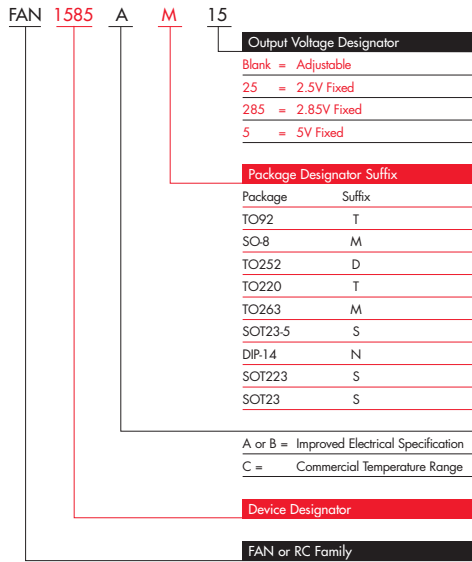 FAN 1585 A M 15
Output Voltage Designator
Blank = Adjustable
25 = 2.5V Fixed
285 = 2.85V Fixed
5 = 5V Fixed
Package Designator Suffix
Package Suffix
TO92 T
SO-8 M
TO252 D
TO220 T
TO263 M
SOT23-5 S
DIP-14 N
SOT223 S
SOT23 S
A or B = Improved Electrical Specification
C = Commercial Temperature Range
Device Designator
FAN or RC Family